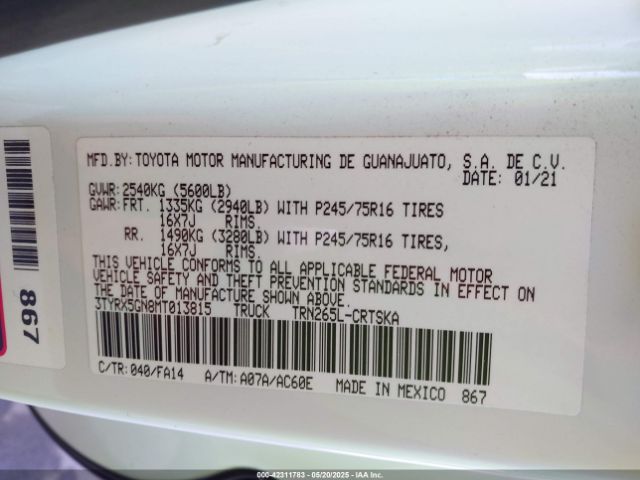 MFD.BY:TOYOTA MOTOR MANUFACTURING DE GUANAJUATO, S.A. DE C.V.
DATE: 01/21
GVWR:2540KG (5600LB)
GAWR:FRT. 1335KG (2940LB) WITH P245/75R16 TIRES
16X7J RIMS.
RR. 1490KG (3280LB) WITH P245/75R16 TIRES,
16X7J RIMS.
THIS VEHICLE CONFORMS TO ALL APPLICABLE FEDERAL MOTOR
VEHICLE SAFETY AND THEFT PREVENTION STANDARDS IN EFFECT ON
THE DATE OF MANUFACTURE SHOWN ABOVE.
3TYRX5GN8MT013815 TRUCK TRN265L-CRTSKA
C/TR: 040/FA14 A/TM: A07A/AC60E MADE IN MEXICO 867
867
000-42311783 - 05/20/2025 - IAA Inc.